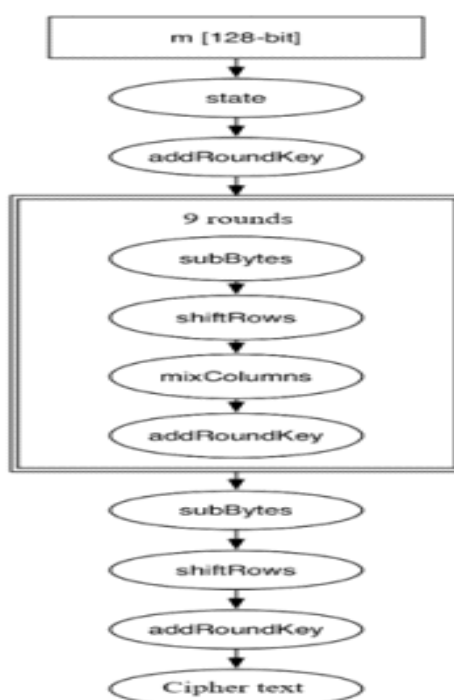 m [128-bit]
state
addRoundKey
9 rounds
subBytes
shiftRows
mixColumns
addRoundKey
subBytes
shiftRows
addRoundKey
Cipher text